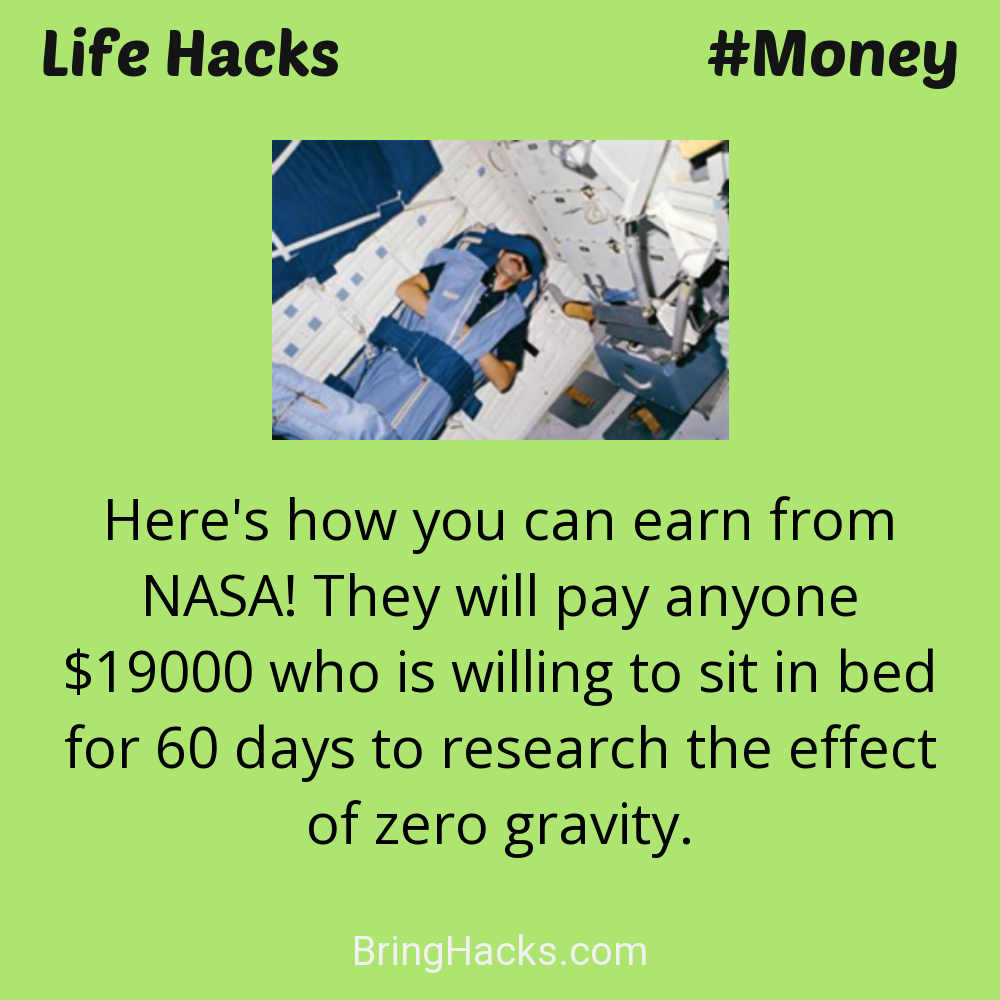 Life Hacks
#Money
Here's how you can earn from
NASA! They will pay anyone
$19000 who is willing to sit in bed
for 60 days to research the effect
of zero gravity.
BringHacks.com